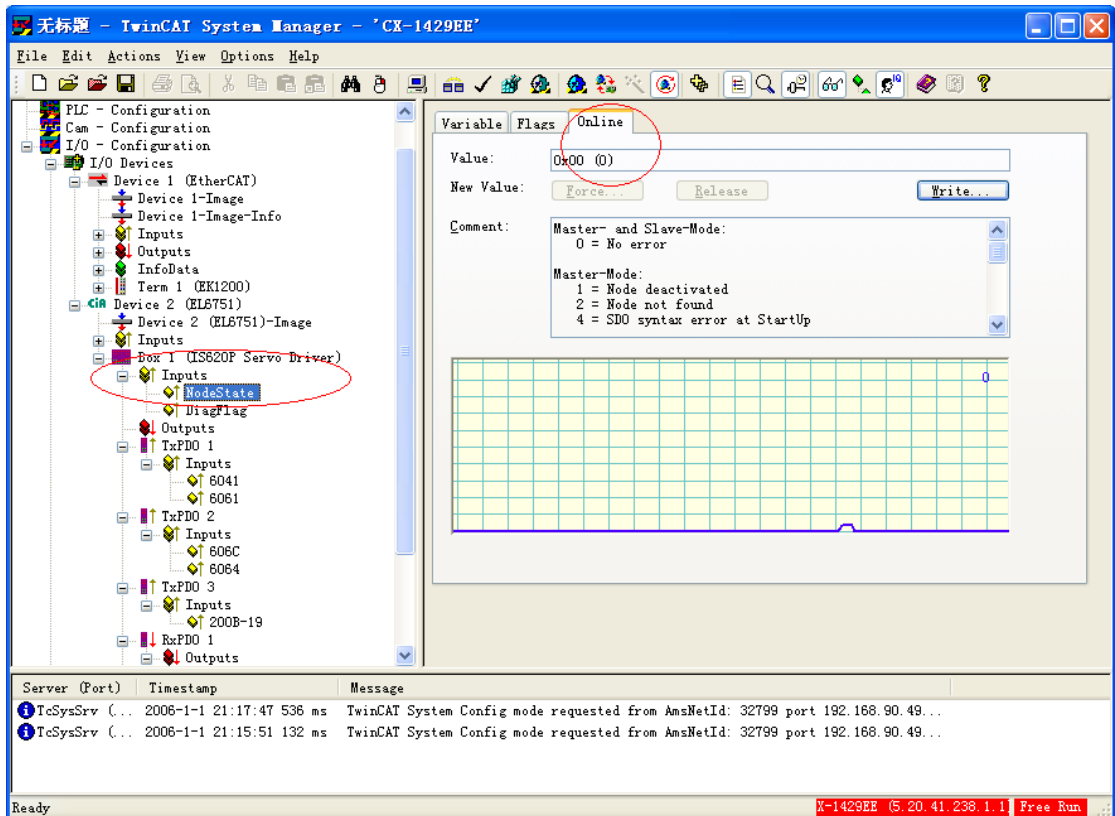 无标题 - TwinCAT System Manager - 'CX-1429EE'
File Edit Actions View Options Help
PLC - Configuration
Cam - Configuration
I/O - Configuration
I/O Devices
Device 1 (EtherCAT)
Device 1-Image
Device 1-Image-Info
Inputs
Outputs
InfoData
Term 1 (EK1200)
CiA Device 2 (EL6751)
Device 2 (EL6751)-Image
Inputs
Box 1 (IS620P Servo Driver)
Inputs
NodeState
DiagFlag
Outputs
TxPDO 1
Inputs
6041
6061
TxPDO 2
Inputs
606C
6064
TxPDO 3
Inputs
200B-19
RxPDO 1
Outputs
Variable Flags Online
Value: 0x00 (0)
New Value: Force... Release Write...
Comment: Master- and Slave-Mode:
0 = No error
Master-Mode:
1 = Node deactivated
2 = Node not found
4 = SDO syntax error at StartUp
0
Server (Port) Timestamp Message
TcSysSrv (... 2006-1-1 21:17:47 536 ms TwinCAT System Config mode requested from AmsNetId: 32799 port 192.168.90.49...
TcSysSrv (... 2006-1-1 21:15:51 132 ms TwinCAT System Config mode requested from AmsNetId: 32799 port 192.168.90.49...
Ready X-1429EE (5.20.41.238.1.1 Free Run